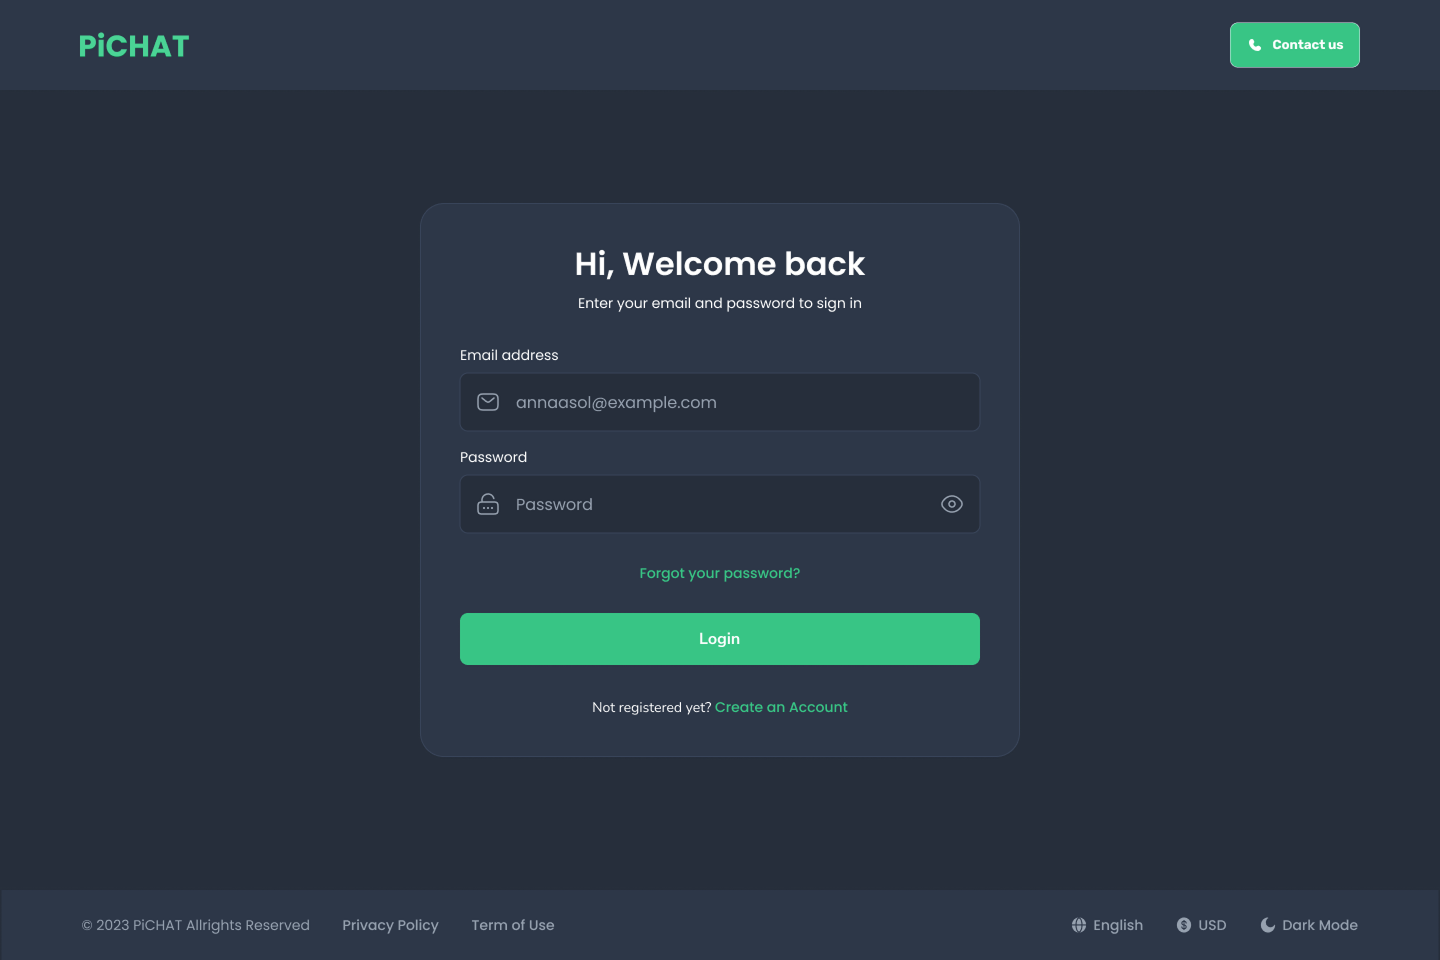 PiCHAT
Contact us
Hi, Welcome back
Enter your email and password to sign in
Email address
annaasol@example.com
Password
Password
Forgot your password?
Login
Not registered yet? Create an Account
© 2023 PiCHAT Allrights Reserved
Privacy Policy
Term of Use
English
USD
Dark Mode